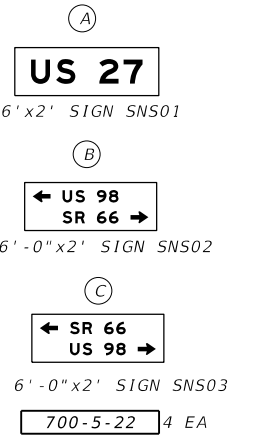 A
US 27
6'x2' SIGN SNS01
B
← US 98
SR 66 →
6'-0"x2' SIGN SNS02
C
← SR 66
US 98 →
6'-0"x2' SIGN SNS03
700-5-22 4 EA